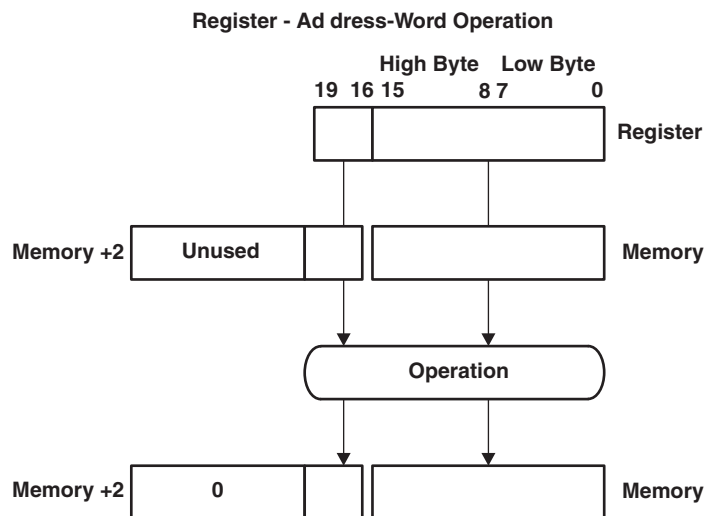 Register - Ad dress-Word Operation
High Byte Low Byte
19 16 15 8 7 0
Register
Memory +2 Unused Memory
Operation
Memory +2 0 Memory